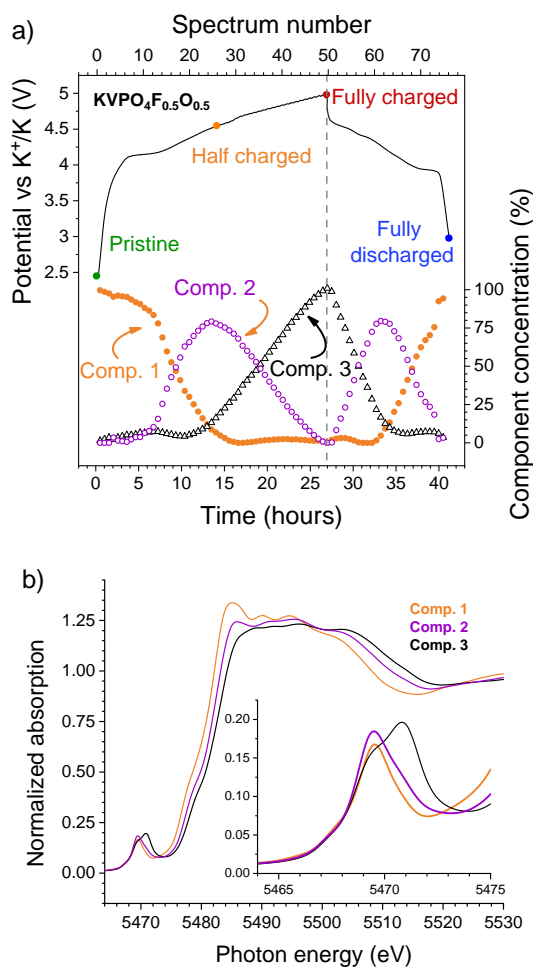 a)
Spectrum number
0 10 20 30 40 50 60 70
KVPO4F0.5O0.5
Fully charged
Half charged
Pristine
Fully
discharged
Potential vs K+/K (V)
5
4.5
4
3.5
3
2.5
Comp. 2
Comp. 1
Comp. 3
100
75
50
25
0
Component concentration (%)
0 5 10 15 20 25 30 35 40
Time (hours)
b)
Normalized absorption
1.25
1.00
0.75
0.50
0.25
0.00
Comp. 1
Comp. 2
Comp. 3
0.20
0.15
0.10
0.05
0.00
5465 5470 5475
5470 5480 5490 5500 5510 5520 5530
Photon energy (eV)